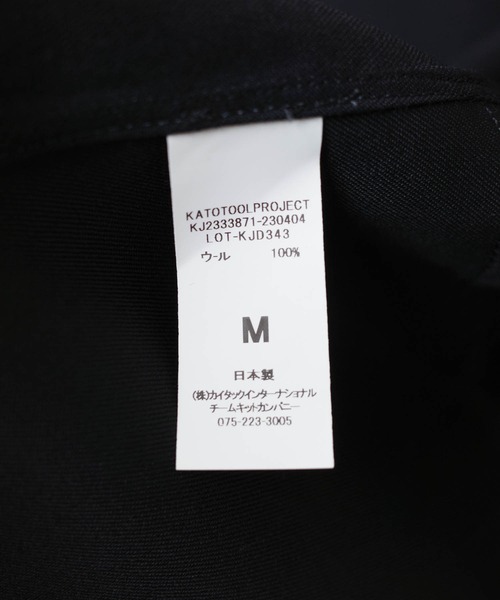 KATOTOOLPROJECT
KJ2333871-230404
LOT-KJD343
ウール 100%
M
日本製
(株)カイタックインターナショナル
チームキットカンパニー
075-223-3005